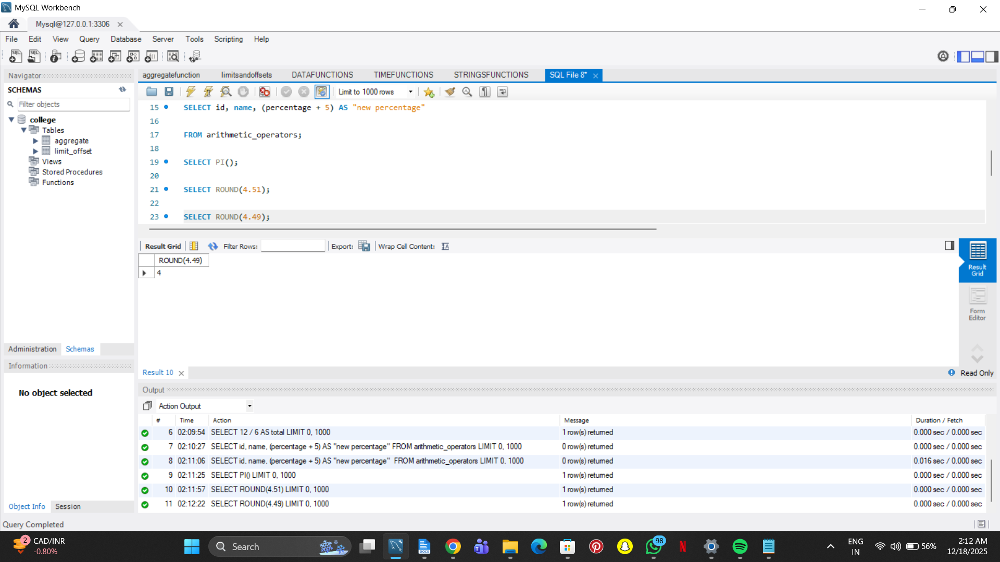 MySQL Workbench
Mysql@127.0.0.1:3306
File Edit View Query Database Server Tools Scripting Help
Navigator
SCHEMAS
Filter objects
college
Tables
aggregate
limit_offset
Views
Stored Procedures
Functions
Administration Schemas
Information
No object selected
Object Info Session
aggregatefunction limitsandoffsets DATAFUNCTIONS TIMEFUNCTIONS STRINGSFUNCTIONS SQL File 8*
Limit to 1000 rows
15 SELECT id, name, (percentage + 5) AS "new percentage"
16
17 FROM arithmetic_operators;
18
19 SELECT PI();
20
21 SELECT ROUND(4.51);
22
23 SELECT ROUND(4.49);
Result Grid Filter Rows: Export: Wrap Cell Content:
ROUND(4.49)
4
Result Grid
Form Editor
Result 10
Read Only
Output
Action Output
# Time Action Message Duration / Fetch
6 02:09:54 SELECT 12 / 6 AS total LIMIT 0, 1000 1 row(s) returned 0.000 sec / 0.000 sec
7 02:10:27 SELECT id, name, (percentage + 5) AS "new percentage" FROM arithmetic_operators LIMIT 0, 1000 0 row(s) returned 0.000 sec / 0.000 sec
8 02:11:06 SELECT id, name, (percentage + 5) AS "new percentage"  FROM arithmetic_operators LIMIT 0, 1000 0 row(s) returned 0.016 sec / 0.000 sec
9 02:11:25 SELECT PI() LIMIT 0, 1000 1 row(s) returned 0.000 sec / 0.000 sec
10 02:11:57 SELECT ROUND(4.51) LIMIT 0, 1000 1 row(s) returned 0.000 sec / 0.000 sec
11 02:12:22 SELECT ROUND(4.49) LIMIT 0, 1000 1 row(s) returned 0.000 sec / 0.000 sec
Query Completed
2 CAD/INR
-0.80%
Search
98
ENG
IN
56%
2:12 AM
12/18/2025